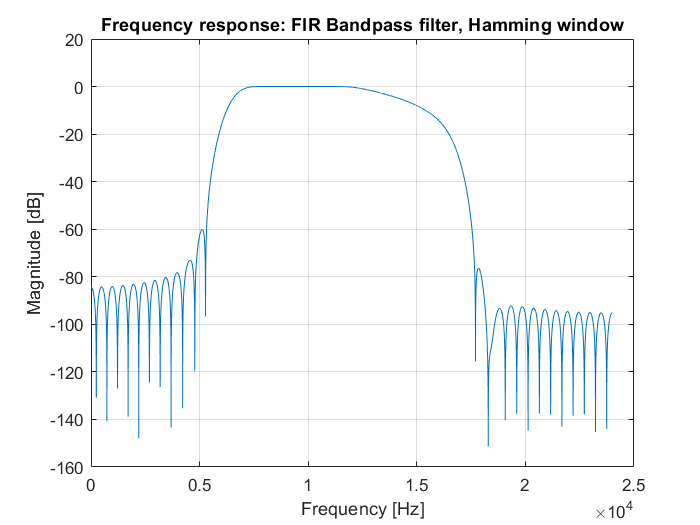 Frequency response: FIR Bandpass filter, Hamming window
20
0
-20
-40
-60
-80
-100
-120
-140
-160
Magnitude [dB]
0 0.5 1 1.5 2 2.5
Frequency [Hz]
×10^4